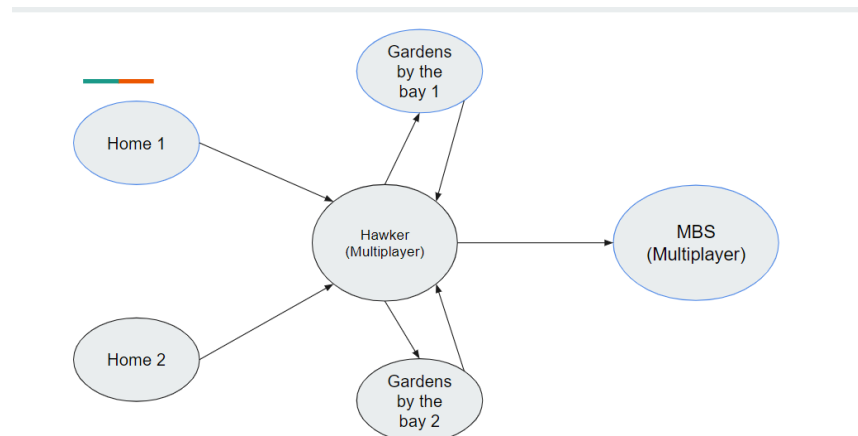 Gardens
by the
bay 1
Home 1
Hawker
(Multiplayer)
MBS
(Multiplayer)
Home 2
Gardens
by the
bay 2